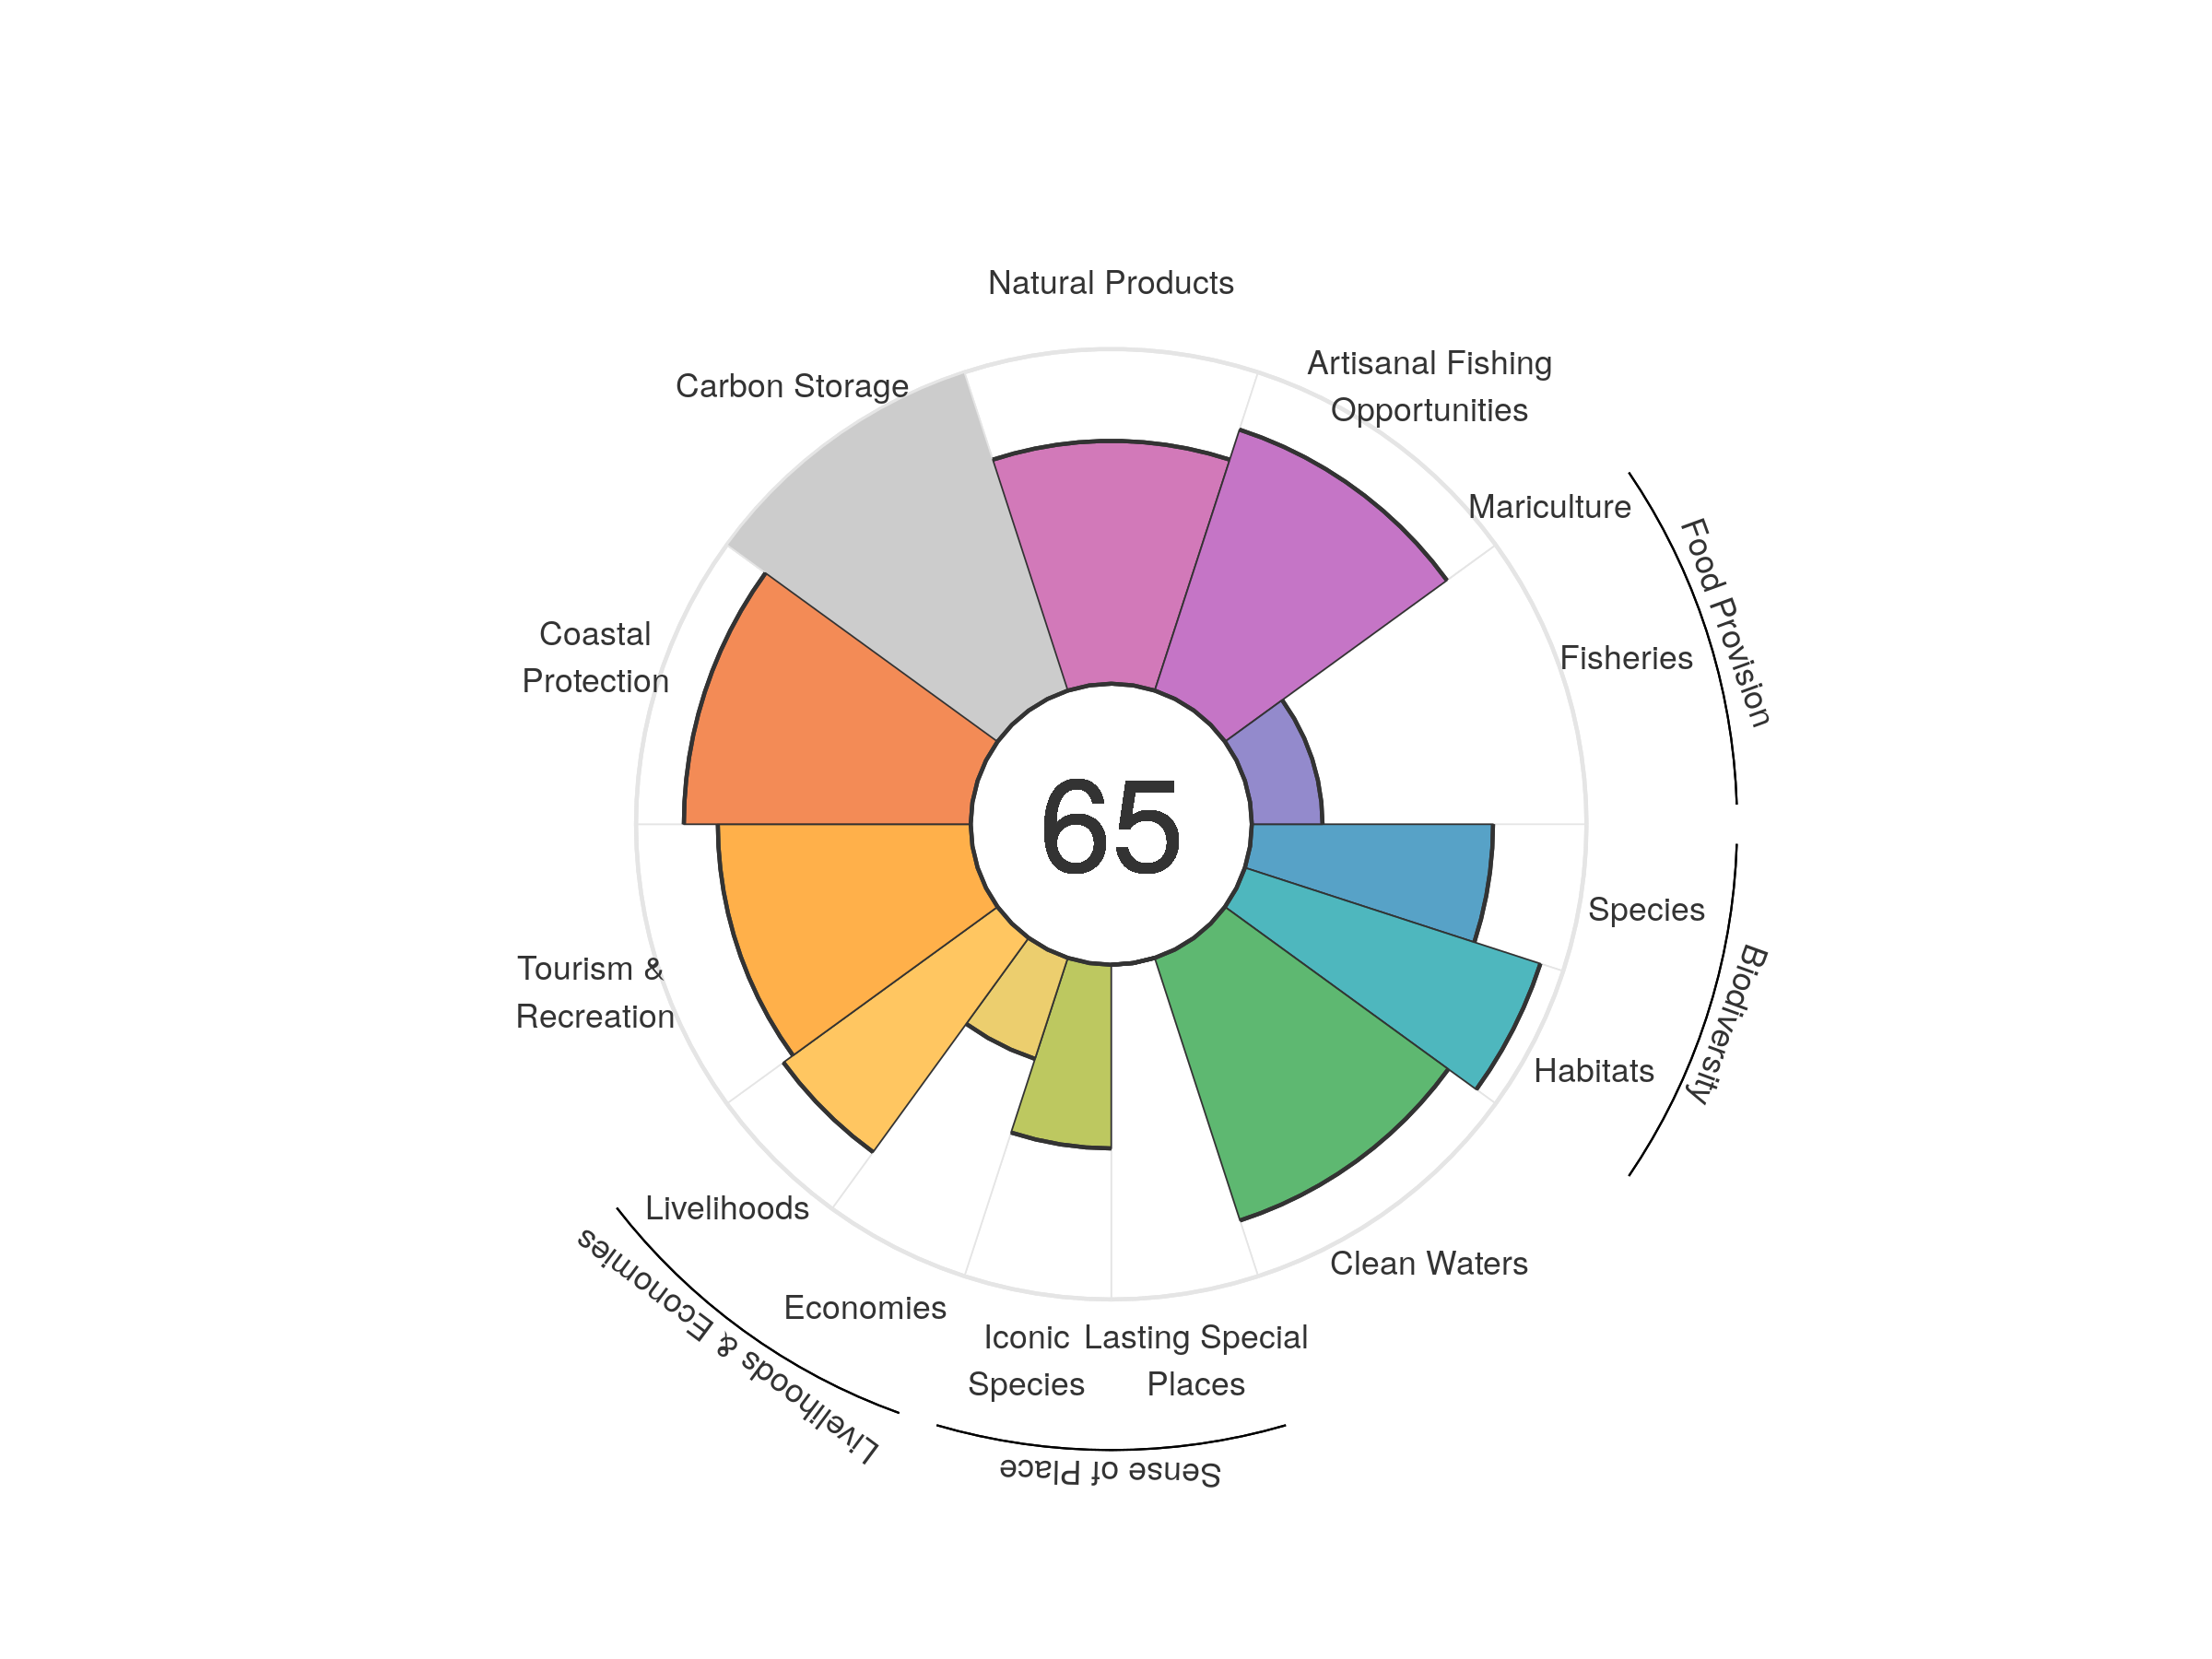 Natural Products
Artisanal Fishing
Opportunities
Carbon Storage
Mariculture
Food Provision
Fisheries
Coastal
Protection
65
Species
Biodiversity
Tourism &
Recreation
Habitats
Livelihoods
Clean Waters
Livelihoods & Economies
Economies
Iconic
Species
Lasting Special
Places
Sense of Place